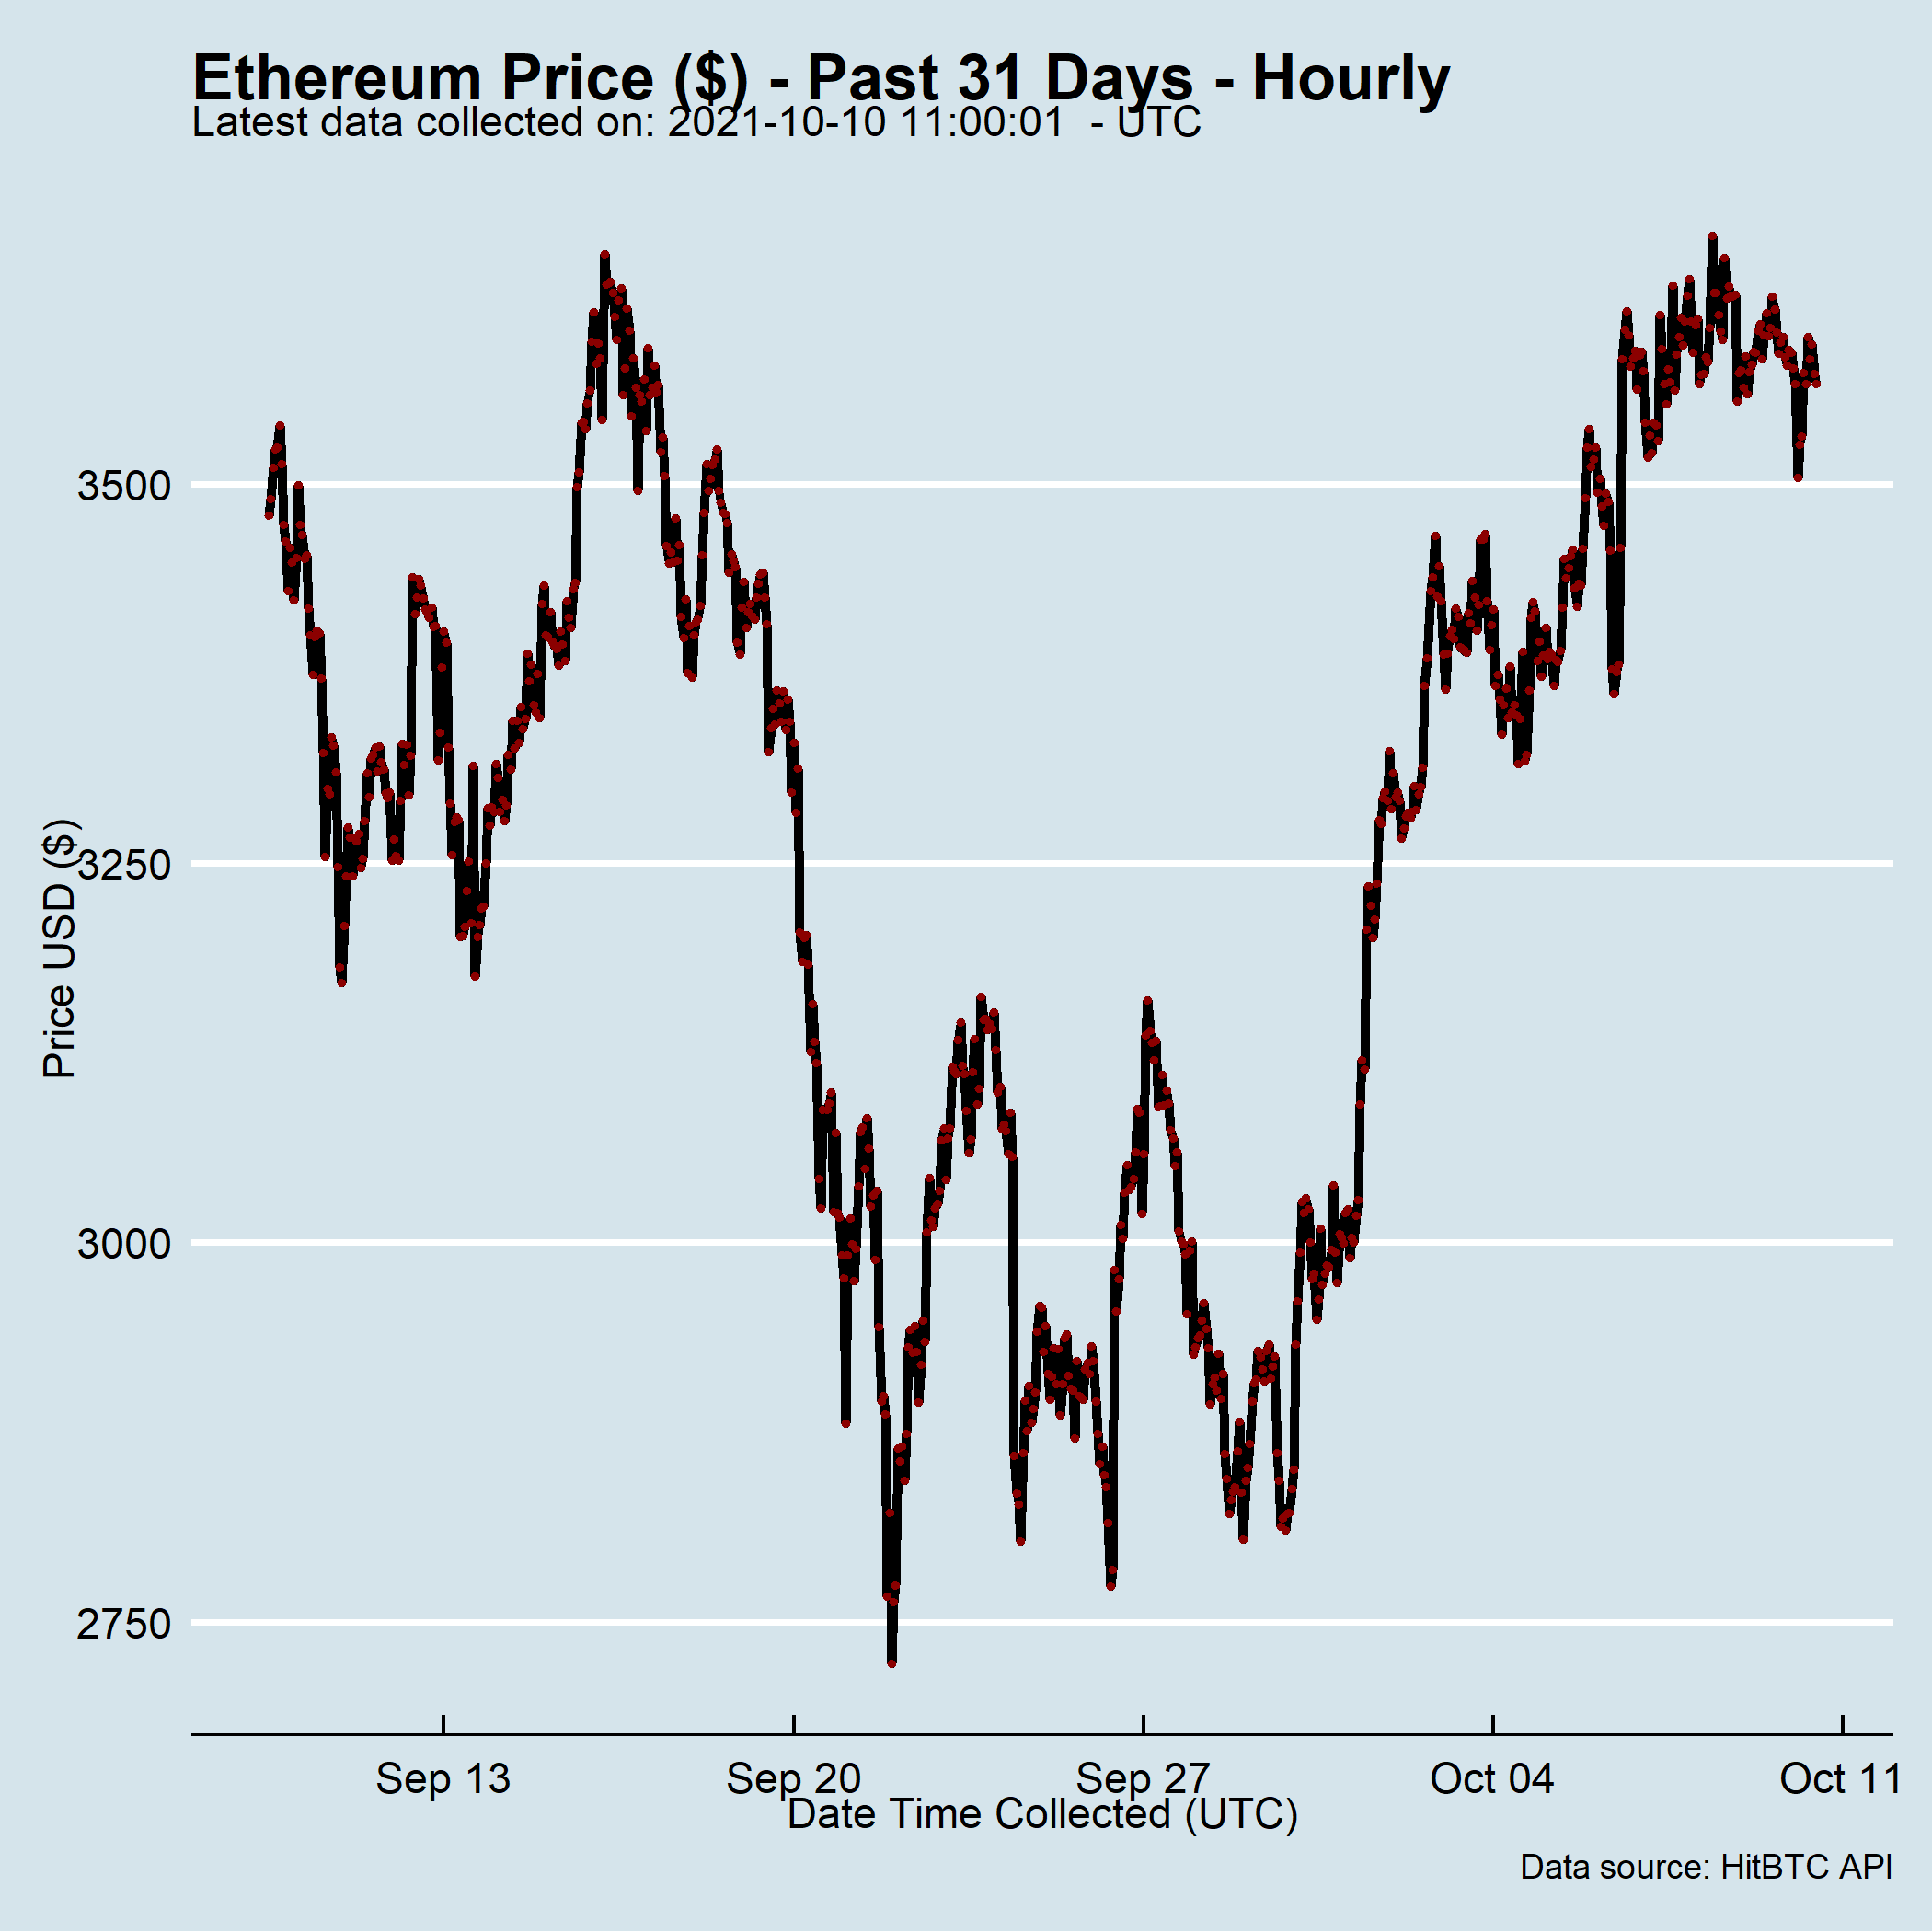 Ethereum Price ($) - Past 31 Days - Hourly
Latest data collected on: 2021-10-10 11:00:01  - UTC
Price USD ($)
3500
3250
3000
2750
Sep 13
Sep 20
Sep 27
Oct 04
Oct 11
Date Time Collected (UTC)
Data source: HitBTC API